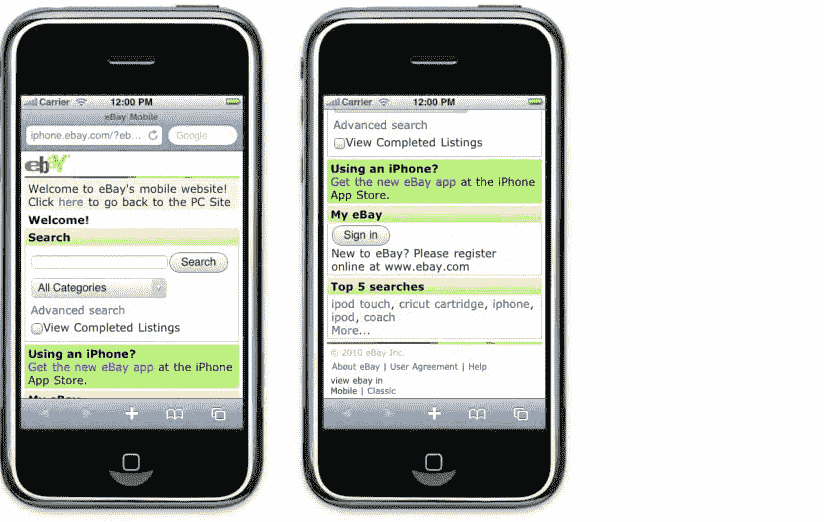 Carrier 12:00 PM
eBay Mobile
iphone.ebay.com/?eb...
Google
ebay
Welcome to eBay's mobile website!
Click here to go back to the PC Site
Welcome!
Search
Search
All Categories
Advanced search
View Completed Listings
Using an iPhone?
Get the new eBay app at the iPhone
App Store.
My eBay
Carrier 12:00 PM
Advanced search
View Completed Listings
Using an iPhone?
Get the new eBay app at the iPhone
App Store.
My eBay
Sign in
New to eBay? Please register
online at www.ebay.com
Top 5 searches
ipod touch, cricut cartridge, iphone,
ipod, coach
More...
© 2010 eBay Inc.
About eBay | User Agreement | Help
view ebay in
Mobile | Classic